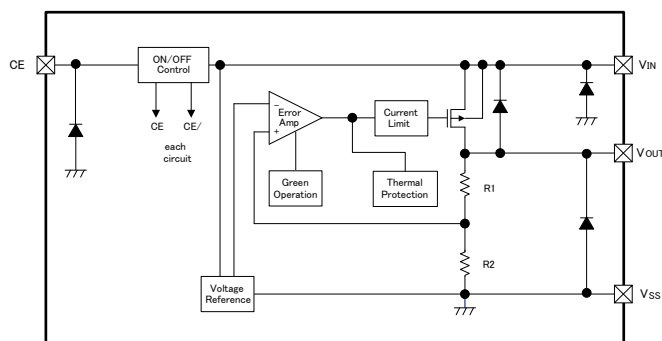 CE
ON/OFF
Control
VIN
CE
CE/
each
circuit
−
Error
Amp
+
Current
Limit
VOUT
Green
Operation
Thermal
Protection
R1
R2
Voltage
Reference
VSS